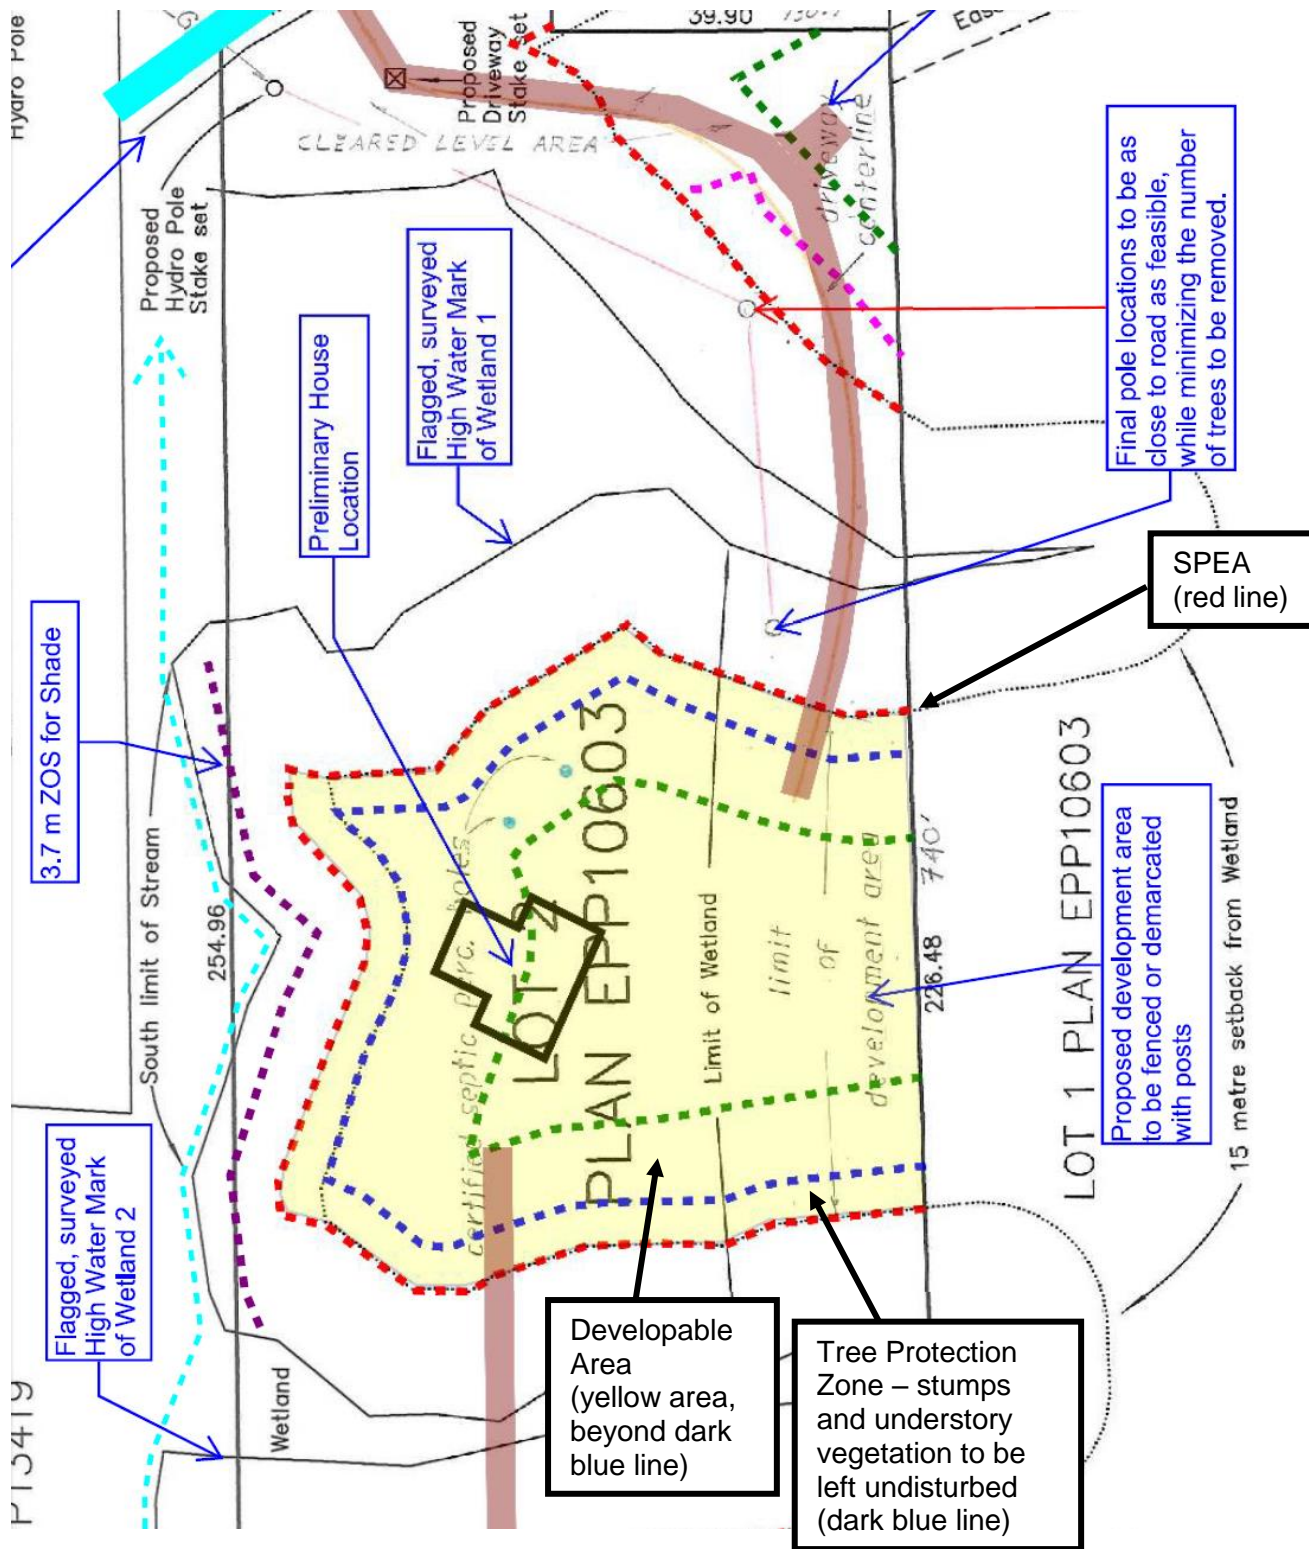 Hydro Pole
39.90
Proposed
Driveway
Stake set
CLEARED LEVEL AREA
driveway
centerline
Proposed
Hydro Pole
Stake set
Flagged, surveyed
High Water Mark
of Wetland 1
Preliminary House
Location
Final pole locations to be as
close to road as feasible,
while minimizing the number
of trees to be removed.
SPEA
(red line)
3.7 m ZOS for Shade
South limit of Stream
254.96
certified septic perc. holes
LOT 2
PLAN EPP10603
Limit of Wetland
limit
of
development area
226.48
740'
Proposed development area
to be fenced or demarcated
with posts
LOT 1 PLAN EPP10603
15 metre setback from Wetland
Flagged, surveyed
High Water Mark
of Wetland 2
Wetland
P13419
Developable
Area
(yellow area,
beyond dark
blue line)
Tree Protection
Zone – stumps
and understory
vegetation to be
left undisturbed
(dark blue line)